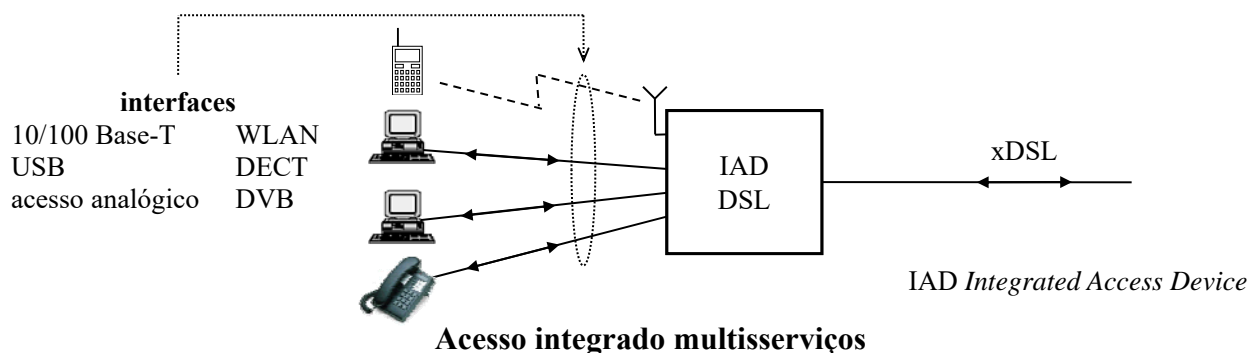 interfaces
10/100 Base-T WLAN
USB DECT
acesso analógico DVB
IAD
DSL
xDSL
IAD Integrated Access Device
Acesso integrado multisserviços